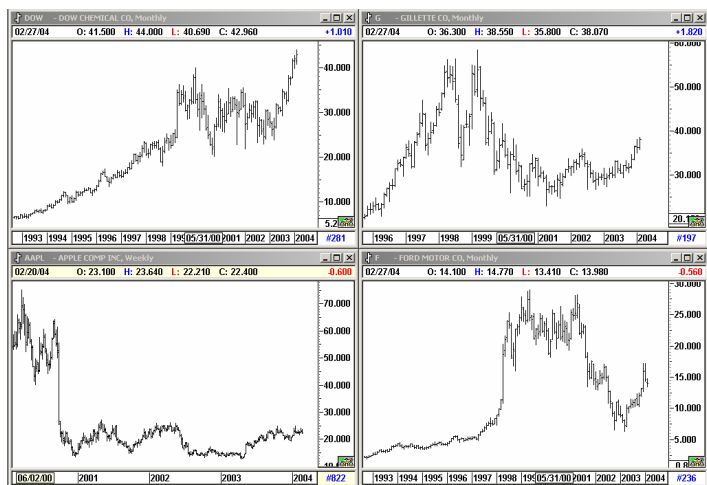 DOW - DOW CHEMICAL CO, Monthly
02/27/04 O: 41.500 H: 44.000 L: 40.690 C: 42.960 +1.010
40.000
30.000
20.000
10.000
5.2
1993 1994 1995 1996 1997 1998 199 05/31/00 2001 2002 2003 2004 #281
G - GILLETTE CO, Monthly
02/27/04 O: 36.300 H: 38.550 L: 35.800 C: 38.070 +1.820
60.000
50.000
40.000
30.000
20.1
1996 1997 1998 1999 05/31/00 2001 2002 2003 2004 #197
AAPL - APPLE COMP INC, Weekly
02/20/04 O: 23.100 H: 23.640 L: 22.210 C: 22.400 -0.600
70.000
60.000
50.000
40.000
30.000
20.000
06/02/00 2001 2002 2003 2004 #822
F - FORD MOTOR CO, Monthly
02/27/04 O: 14.100 H: 14.770 L: 13.410 C: 13.980 -0.560
30.000
25.000
20.000
15.000
10.000
5.000
0.8
1993 1994 1995 1996 1997 1998 199 05/31/00 2001 2002 2003 2004 #236